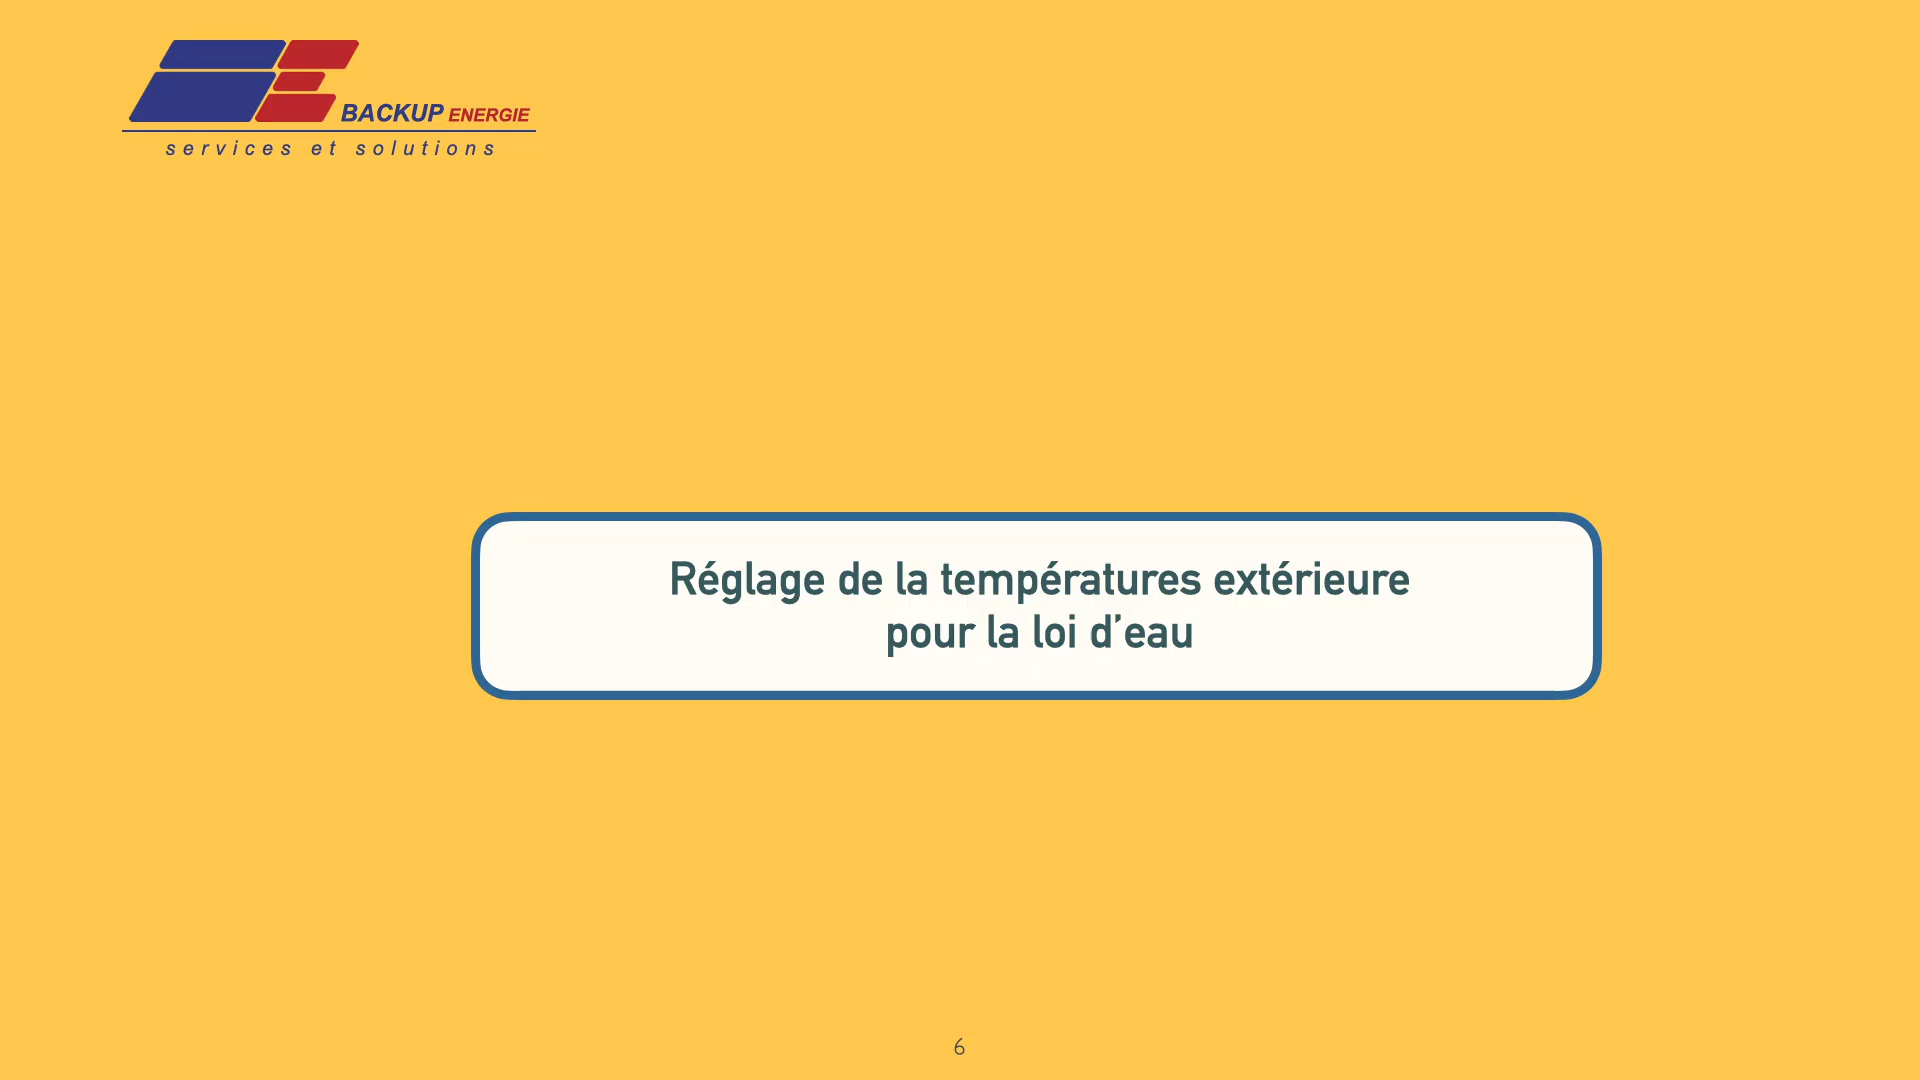 BACKUP ENERGIE
services et solutions
Réglage de la températures extérieure
pour la loi d’eau
6